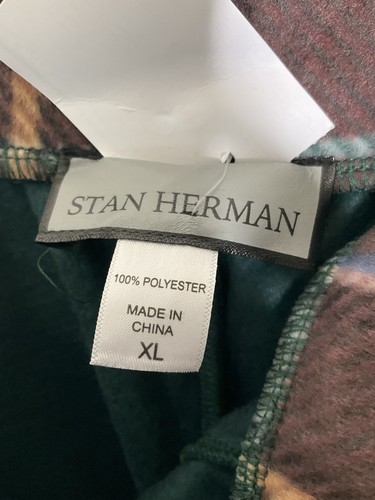 STAN HERMAN
100% POLYESTER
MADE IN
CHINA
XL